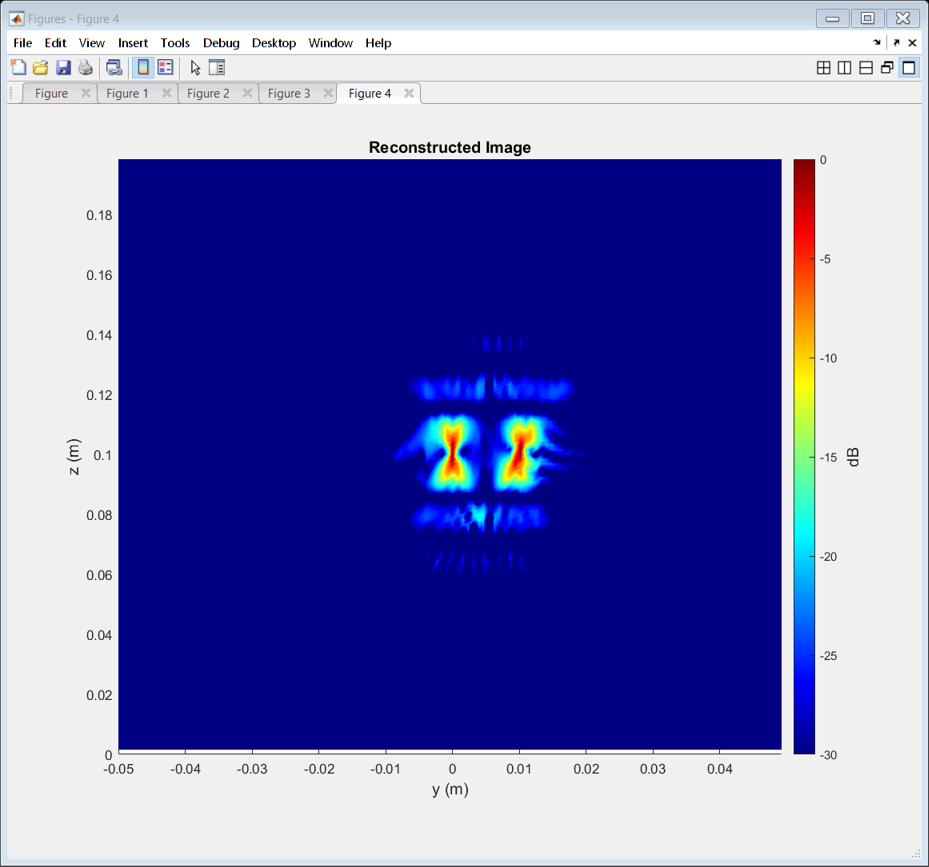 Figures - Figure 4
File Edit View Insert Tools Debug Desktop Window Help
Figure Figure 1 Figure 2 Figure 3 Figure 4
Reconstructed Image
0.18
0.16
0.14
0.12
0.1
0.08
0.06
0.04
0.02
0
z (m)
-0.05 -0.04 -0.03 -0.02 -0.01 0 0.01 0.02 0.03 0.04
y (m)
0
-5
-10
-15
-20
-25
-30
dB